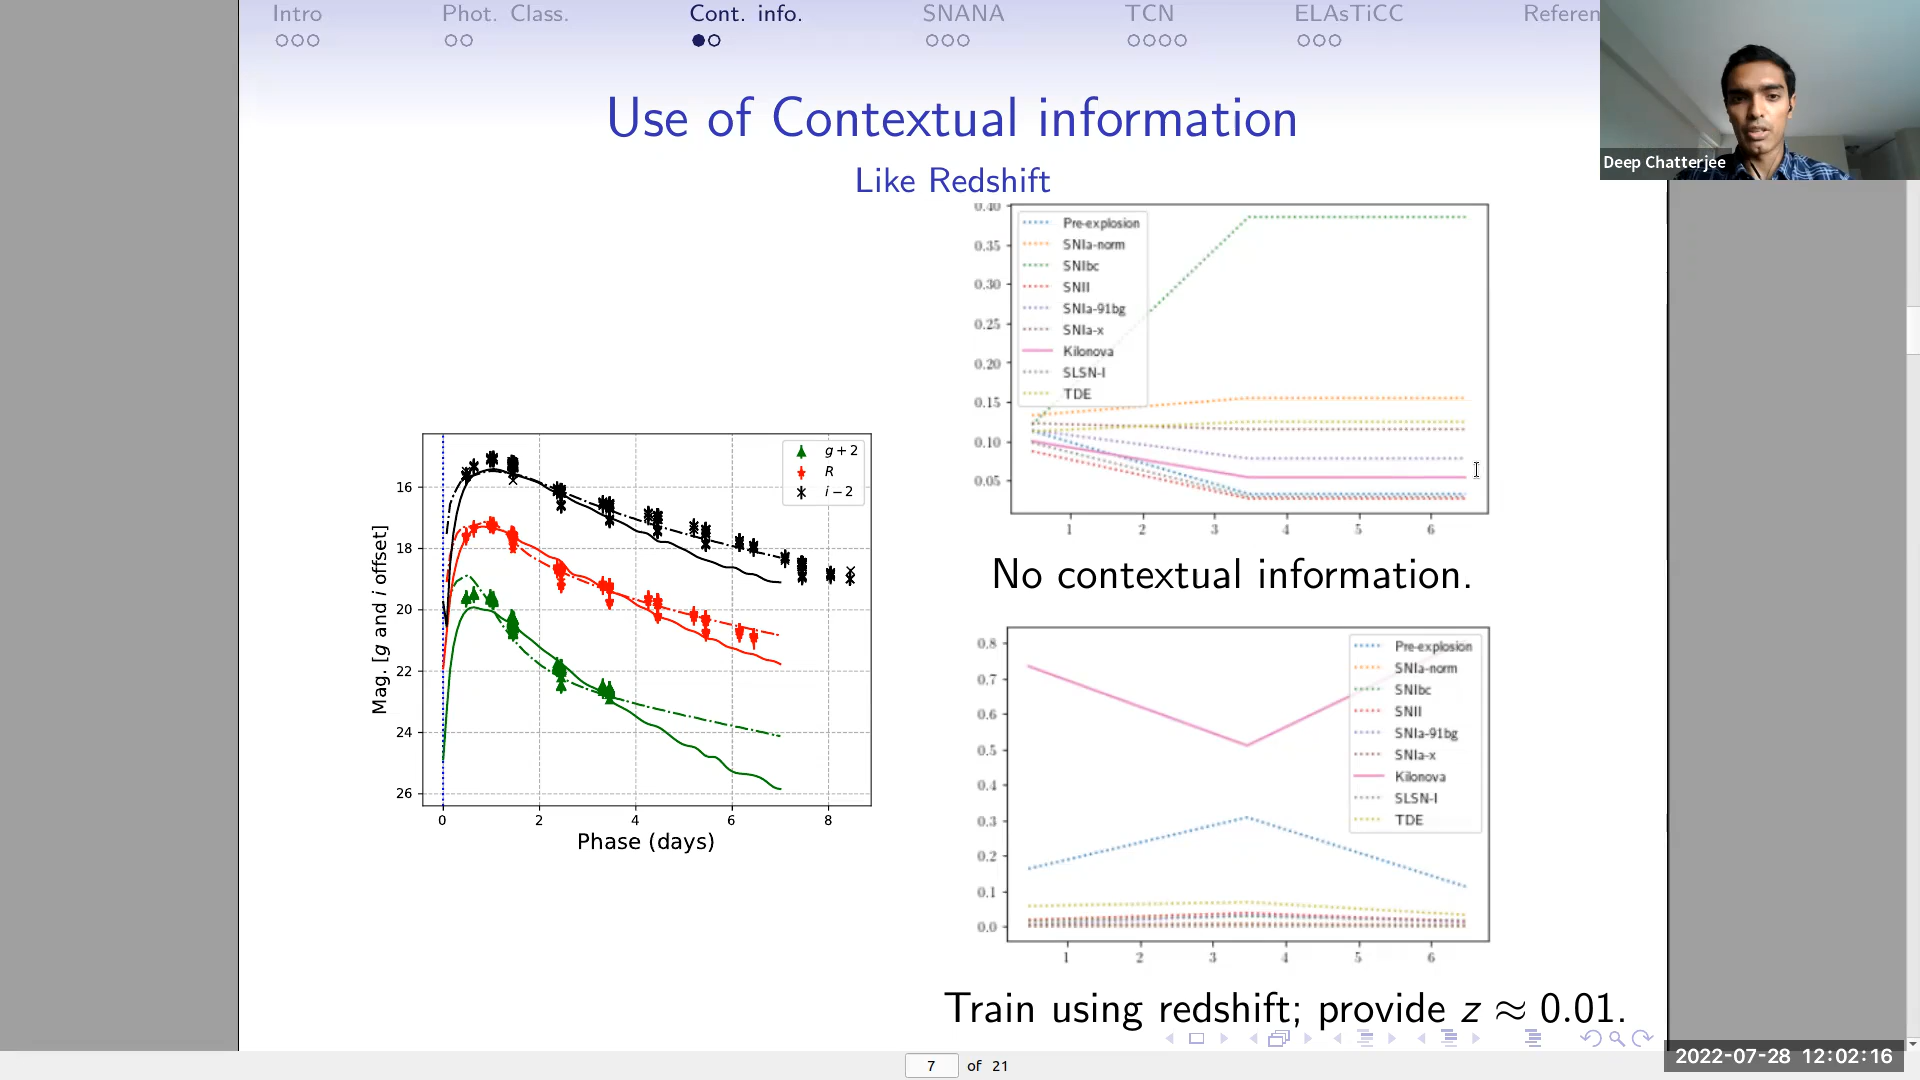 Intro Phot. Class. Cont. info. SNANA TCN ELAsTiCC Referen
Deep Chatterjee
Use of Contextual information
Like Redshift
g + 2
R
i − 2
16
18
20
22
24
26
Mag. [g and i offset]
0 2 4 6 8
Phase (days)
0.40
0.35
0.30
0.25
0.20
0.15
0.10
0.05
Pre-explosion
SNIa-norm
SNIbc
SNII
SNIa-91bg
SNIa-x
Kilonova
SLSN-I
TDE
1 2 3 4 5 6
No contextual information.
0.8
0.7
0.6
0.5
0.4
0.3
0.2
0.1
0.0
Pre-explosion
SNIa-norm
SNIbc
SNII
SNIa-91bg
SNIa-x
Kilonova
SLSN-I
TDE
1 2 3 4 5 6
Train using redshift; provide z ≈ 0.01.
7 of 21
2022-07-28 12:02:16